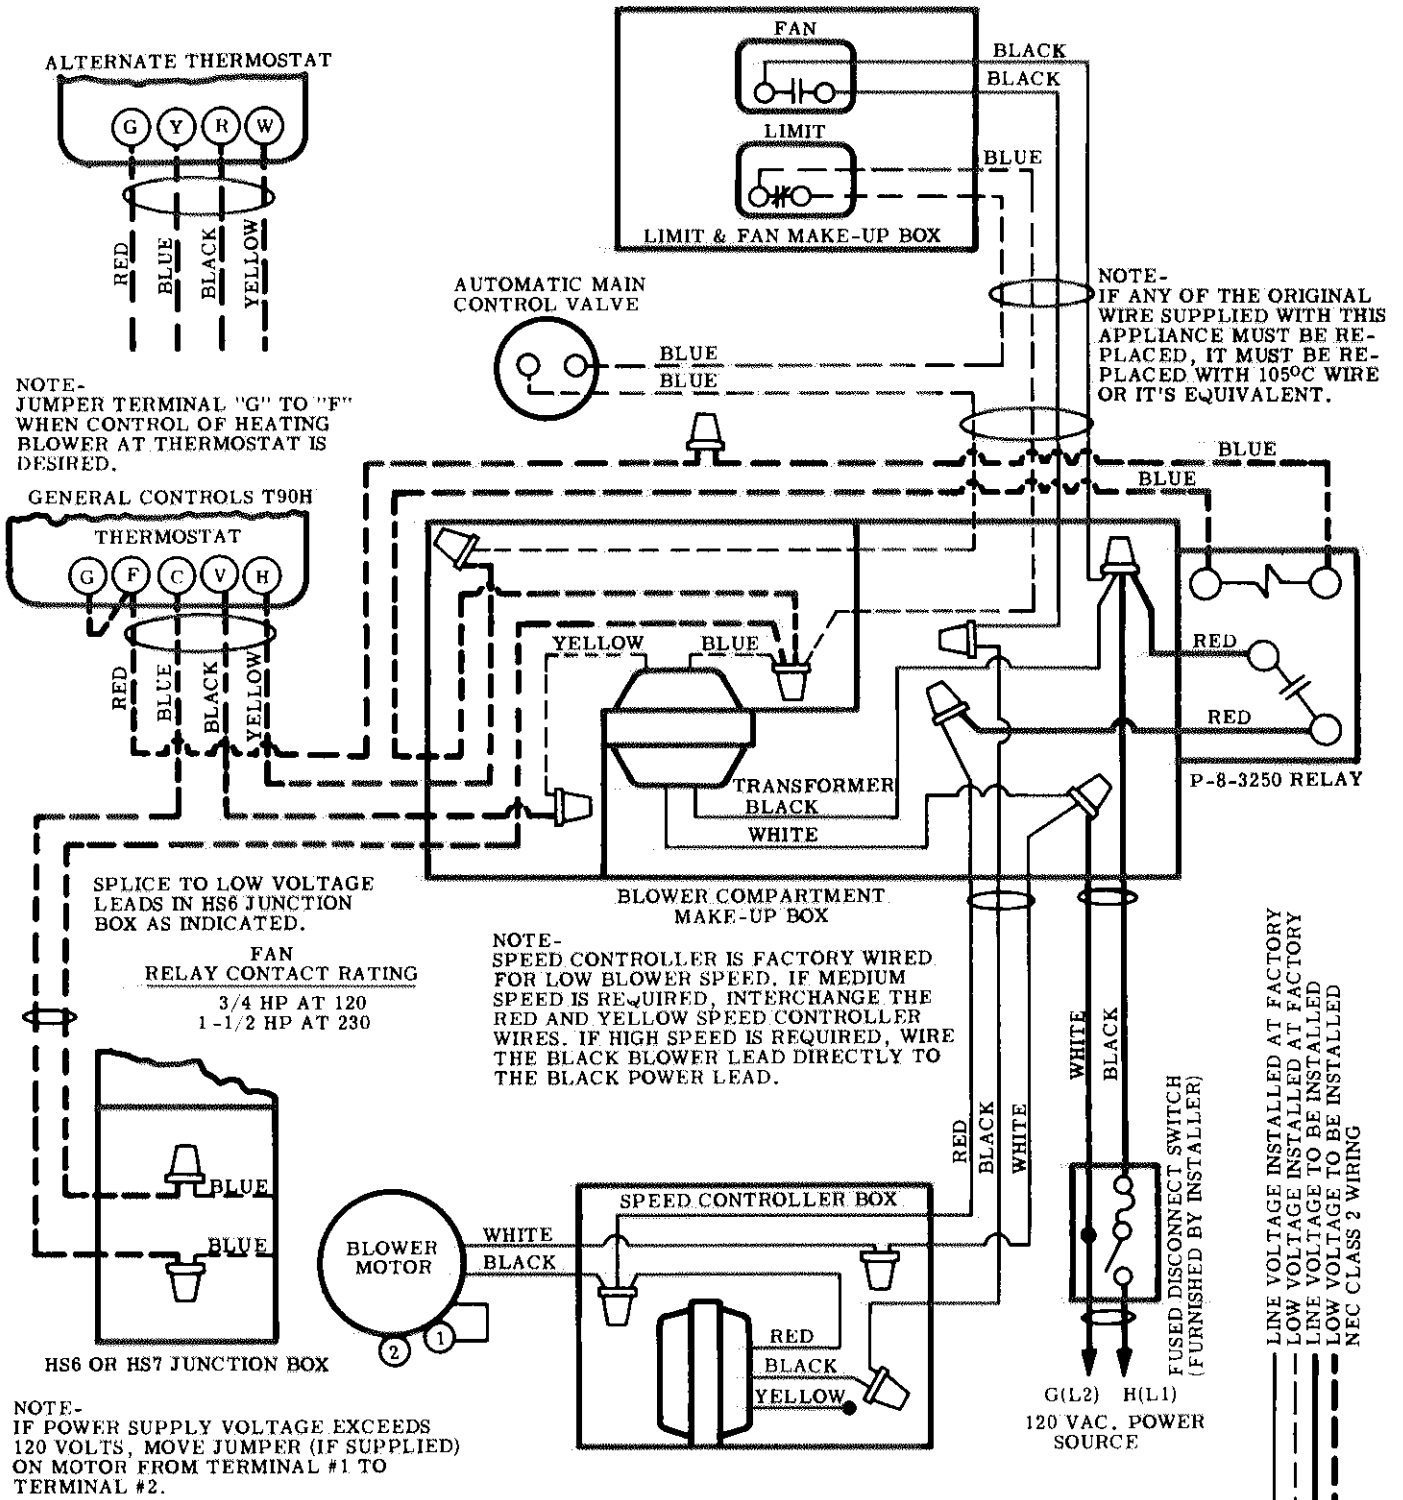 ALTERNATE THERMOSTAT
G Y R W
RED
BLUE
BLACK
YELLOW
NOTE-
JUMPER TERMINAL "G" TO "F"
WHEN CONTROL OF HEATING
BLOWER AT THERMOSTAT IS
DESIRED.
GENERAL CONTROLS T90H
THERMOSTAT
G F C V H
RED
BLUE
BLACK
YELLOW
FAN
LIMIT
LIMIT & FAN MAKE-UP BOX
BLACK
BLACK
BLUE
AUTOMATIC MAIN
CONTROL VALVE
BLUE
BLUE
NOTE-
IF ANY OF THE ORIGINAL
WIRE SUPPLIED WITH THIS
APPLIANCE MUST BE RE-
PLACED, IT MUST BE RE-
PLACED WITH 105°C WIRE
OR IT'S EQUIVALENT.
BLUE
BLUE
YELLOW
BLUE
RED
RED
P-8-3250 RELAY
TRANSFORMER
BLACK
WHITE
BLOWER COMPARTMENT
MAKE-UP BOX
SPLICE TO LOW VOLTAGE
LEADS IN HS6 JUNCTION
BOX AS INDICATED.
FAN
RELAY CONTACT RATING
3/4 HP AT 120
1-1/2 HP AT 230
NOTE-
SPEED CONTROLLER IS FACTORY WIRED
FOR LOW BLOWER SPEED. IF MEDIUM
SPEED IS REQUIRED, INTERCHANGE THE
RED AND YELLOW SPEED CONTROLLER
WIRES. IF HIGH SPEED IS REQUIRED, WIRE
THE BLACK BLOWER LEAD DIRECTLY TO
THE BLACK POWER LEAD.
RED
BLACK
WHITE
WHITE
BLACK
FUSED DISCONNECT SWITCH
(FURNISHED BY INSTALLER)
BLUE
BLUE
HS6 OR HS7 JUNCTION BOX
BLOWER
MOTOR
1
2
WHITE
BLACK
SPEED CONTROLLER BOX
RED
BLACK
YELLOW
G(L2) H(L1)
120 VAC. POWER
SOURCE
NOTE-
IF POWER SUPPLY VOLTAGE EXCEEDS
120 VOLTS, MOVE JUMPER (IF SUPPLIED)
ON MOTOR FROM TERMINAL #1 TO
TERMINAL #2.
LINE VOLTAGE INSTALLED AT FACTORY
LOW VOLTAGE INSTALLED AT FACTORY
LINE VOLTAGE TO BE INSTALLED
LOW VOLTAGE TO BE INSTALLED
NEC CLASS 2 WIRING